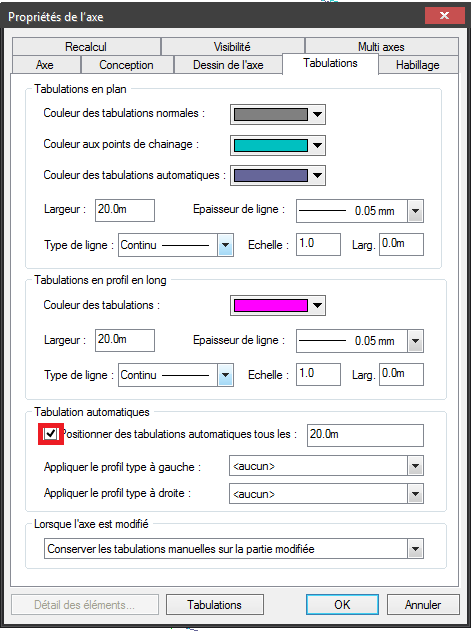 Propriétés de l'axe
Recalcul Visibilité Multi axes
Axe Conception Dessin de l'axe Tabulations Habillage
Tabulations en plan
Couleur des tabulations normales :
Couleur aux points de chainage :
Couleur des tabulations automatiques :
Largeur : 20.0m Epaisseur de ligne : 0.05 mm
Type de ligne : Continu Echelle : 1.0 Larg. 0.0m
Tabulations en profil en long
Couleur des tabulations :
Largeur : 20.0m Epaisseur de ligne : 0.05 mm
Type de ligne : Continu Echelle : 1.0 Larg. 0.0m
Tabulation automatiques
Positionner des tabulations automatiques tous les : 20.0m
Appliquer le profil type à gauche : <aucun>
Appliquer le profil type à droite : <aucun>
Lorsque l'axe est modifié
Conserver les tabulations manuelles sur la partie modifiée
Détail des éléments... Tabulations OK Annuler